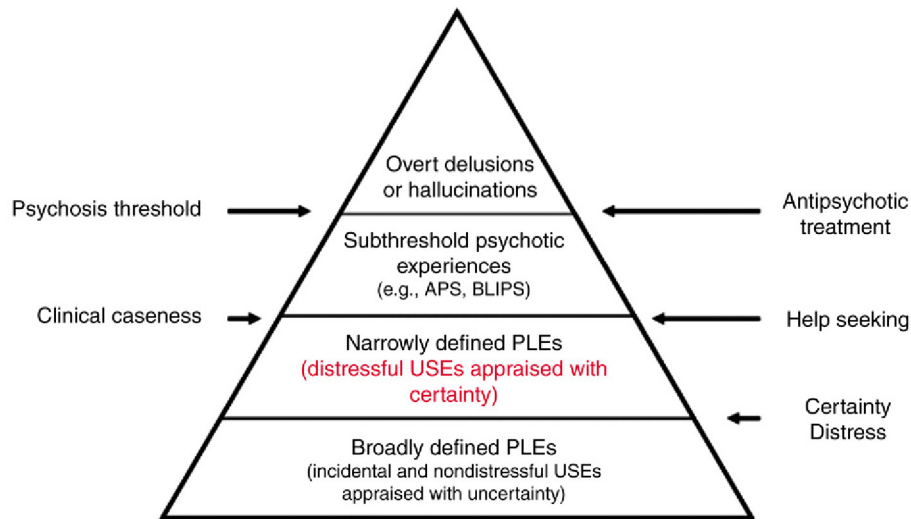 Overt delusions
or hallucinations
Psychosis threshold
Antipsychotic
treatment
Subthreshold psychotic
experiences
(e.g., APS, BLIPS)
Clinical caseness
Help seeking
Narrowly defined PLEs
(distressful USEs appraised with
certainty)
Certainty
Distress
Broadly defined PLEs
(incidental and nondistressful USEs
appraised with uncertainty)